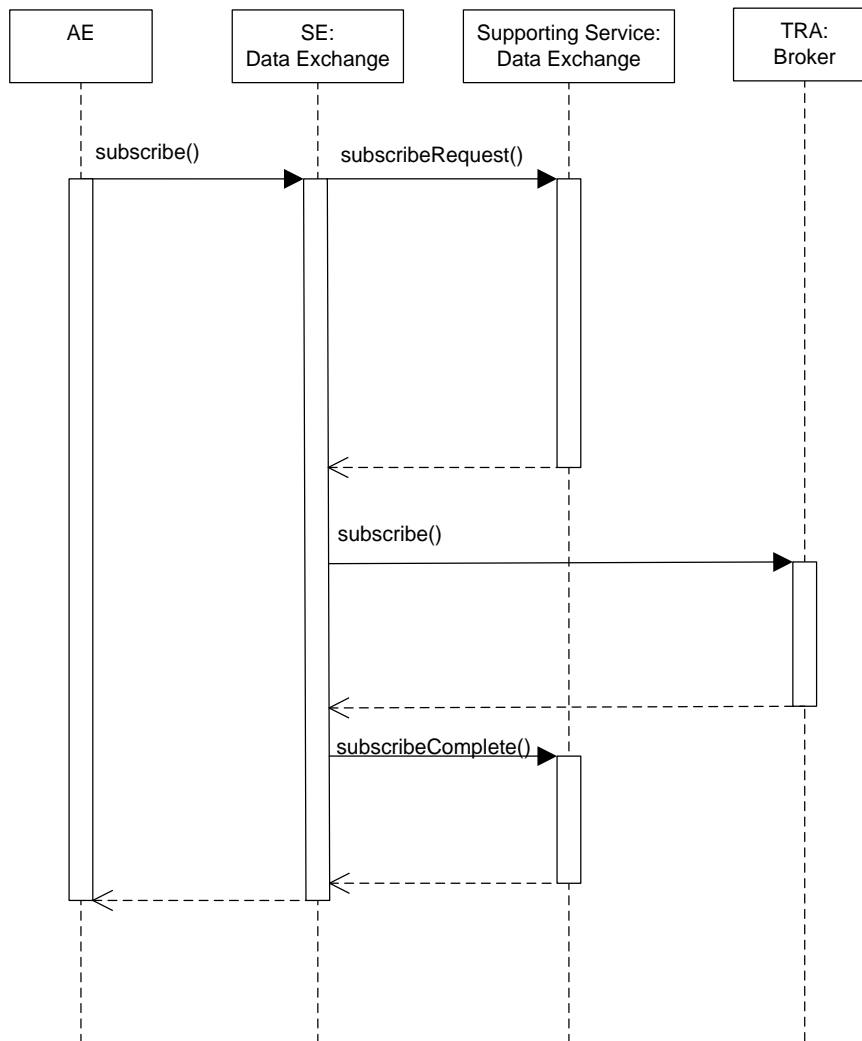 AE
SE:
Data Exchange
Supporting Service:
Data Exchange
TRA:
Broker
subscribe()
subscribeRequest()
subscribe()
subscribeComplete()